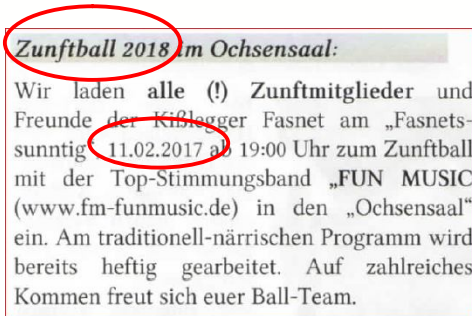 Zunftball 2018 im Ochsensaal:
Wir laden alle (!) Zunftmitglieder und
Freunde der Kißlegger Fasnet am „Fasnets-
sunntig“ 11.02.2017 ab 19:00 Uhr zum Zunftball
mit der Top-Stimmungsband „FUN MUSIC
(www.fm-funmusic.de) in den „Ochsensaal“
ein. Am traditionell-närrischen Programm wird
bereits heftig gearbeitet. Auf zahlreiches
Kommen freut sich euer Ball-Team.